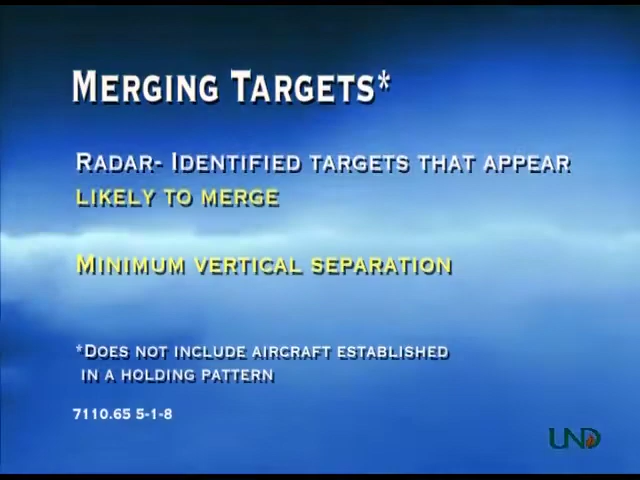 MERGING TARGETS*
RADAR- IDENTIFIED TARGETS THAT APPEAR
LIKELY TO MERGE
MINIMUM VERTICAL SEPARATION
*DOES NOT INCLUDE AIRCRAFT ESTABLISHED
IN A HOLDING PATTERN
7110.65 5-1-8
UND